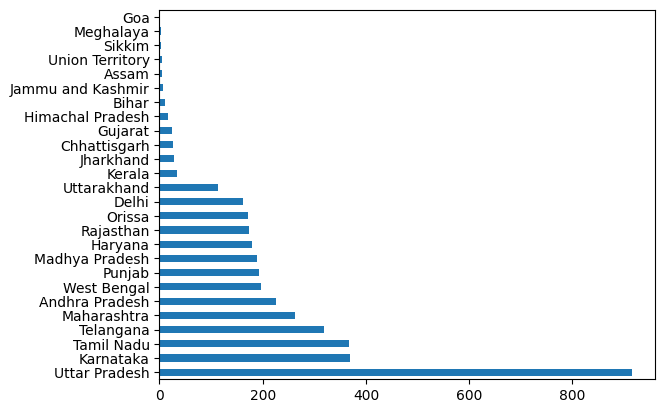 Goa
Meghalaya
Sikkim
Union Territory
Assam
Jammu and Kashmir
Bihar
Himachal Pradesh
Gujarat
Chhattisgarh
Jharkhand
Kerala
Uttarakhand
Delhi
Orissa
Rajasthan
Haryana
Madhya Pradesh
Punjab
West Bengal
Andhra Pradesh
Maharashtra
Telangana
Tamil Nadu
Karnataka
Uttar Pradesh
0 200 400 600 800